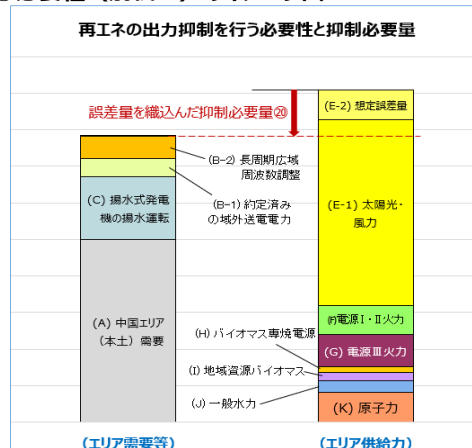 再エネの出力抑制を行う必要性と抑制必要量
誤差量を織込んだ抑制必要量⑳
(E-2) 想定誤差量
(B-2) 長周期広域
周波数調整
(C) 揚水式発電
機の揚水運転
(B-1) 約定済み
の域外送電電力
(E-1) 太陽光・
風力
(A) 中国エリア
(本土) 需要
(F)電源Ⅰ・Ⅱ火力
(H) バイオマス専焼電源
(G) 電源Ⅲ火力
(I) 地域資源バイオマス
(J) 一般水力
(K) 原子力
(エリア需要等)
(エリア供給力)